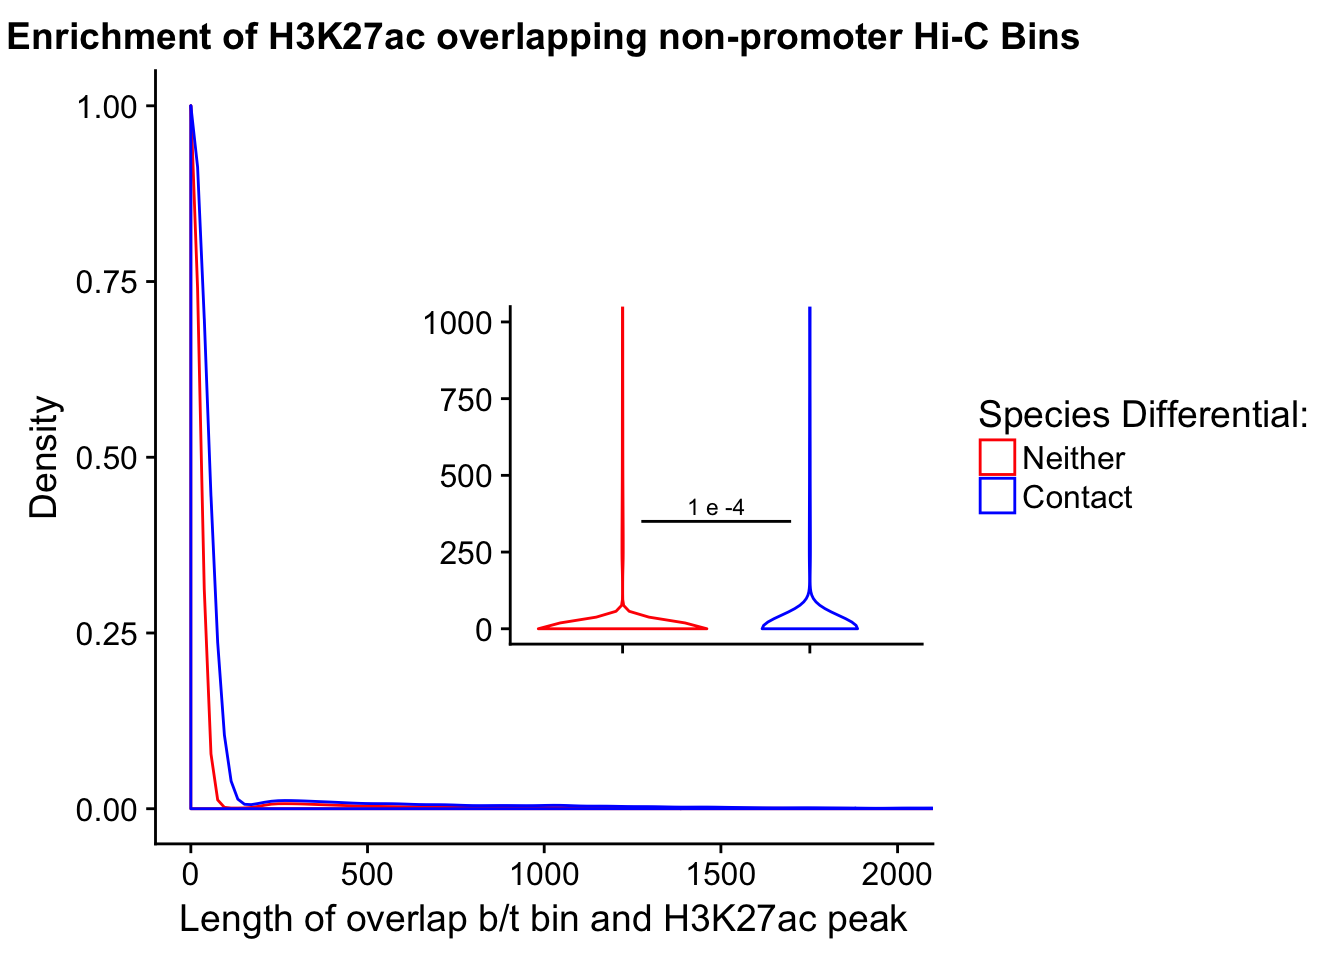 Enrichment of H3K27ac overlapping non-promoter Hi-C Bins
1.00
0.75
0.50
0.25
0.00
Density
1000
750
500
250
0
1 e -4
Species Differential:
Neither
Contact
0 500 1000 1500 2000
Length of overlap b/t bin and H3K27ac peak